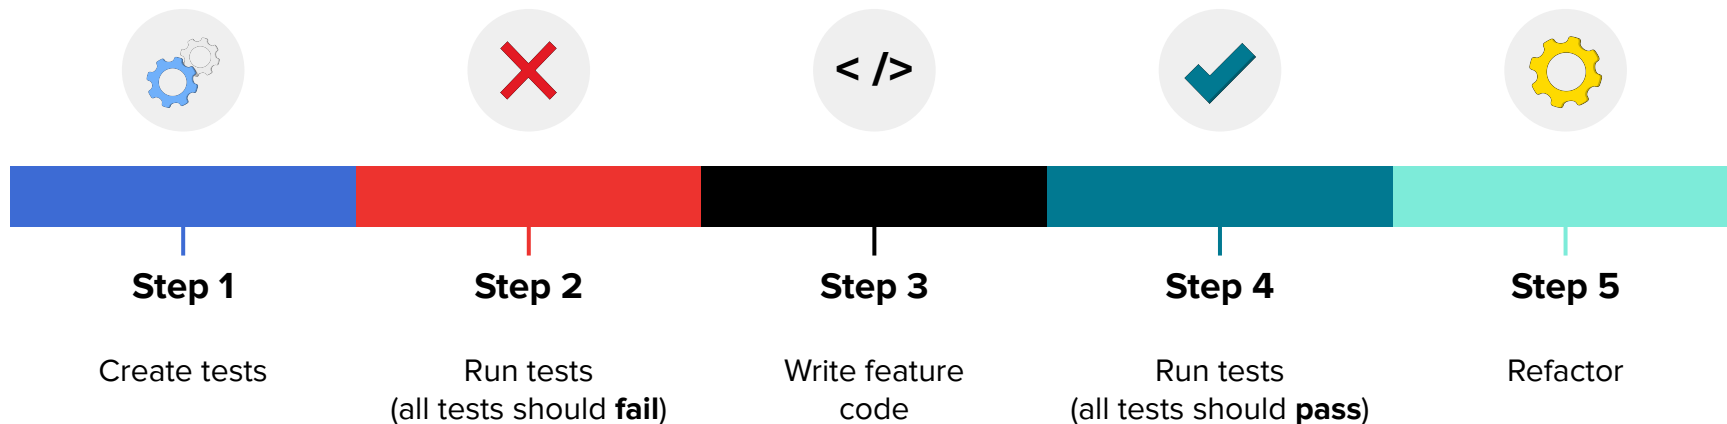 < />
Step 1
Create tests
Step 2
Run tests
(all tests should fail)
Step 3
Write feature
code
Step 4
Run tests
(all tests should pass)
Step 5
Refactor